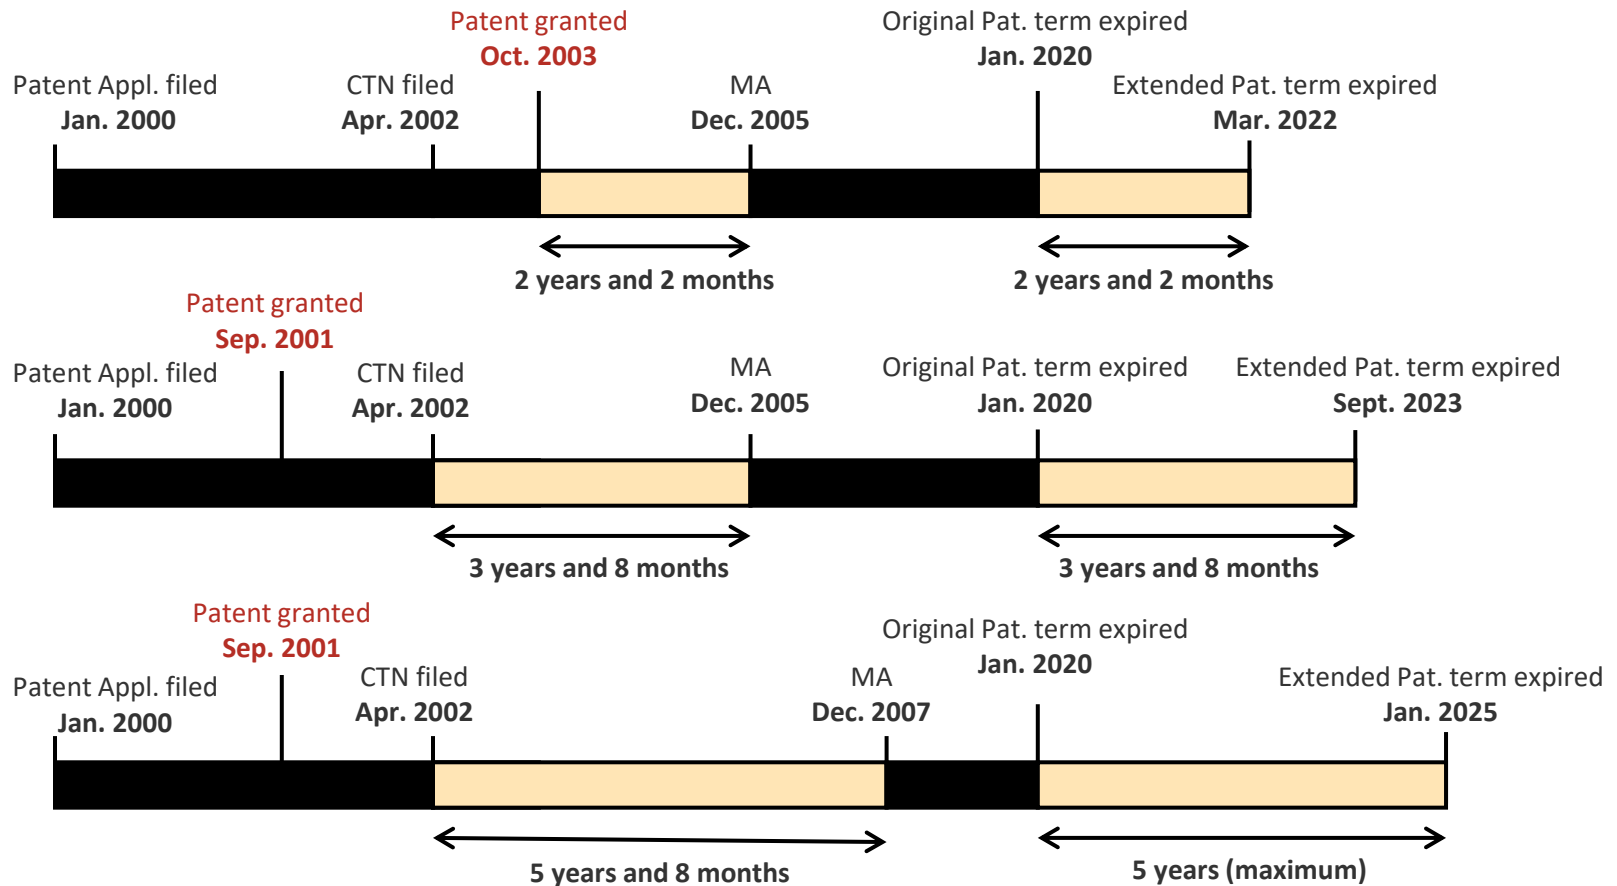 Patent granted
Oct. 2003
Original Pat. term expired
Jan. 2020
Patent Appl. filed
Jan. 2000
CTN filed
Apr. 2002
MA
Dec. 2005
Extended Pat. term expired
Mar. 2022
2 years and 2 months
2 years and 2 months
Patent granted
Sep. 2001
Patent Appl. filed
Jan. 2000
CTN filed
Apr. 2002
MA
Dec. 2005
Original Pat. term expired
Jan. 2020
Extended Pat. term expired
Sept. 2023
3 years and 8 months
3 years and 8 months
Patent granted
Sep. 2001
Original Pat. term expired
Jan. 2020
Patent Appl. filed
Jan. 2000
CTN filed
Apr. 2002
MA
Dec. 2007
Extended Pat. term expired
Jan. 2025
5 years and 8 months
5 years (maximum)